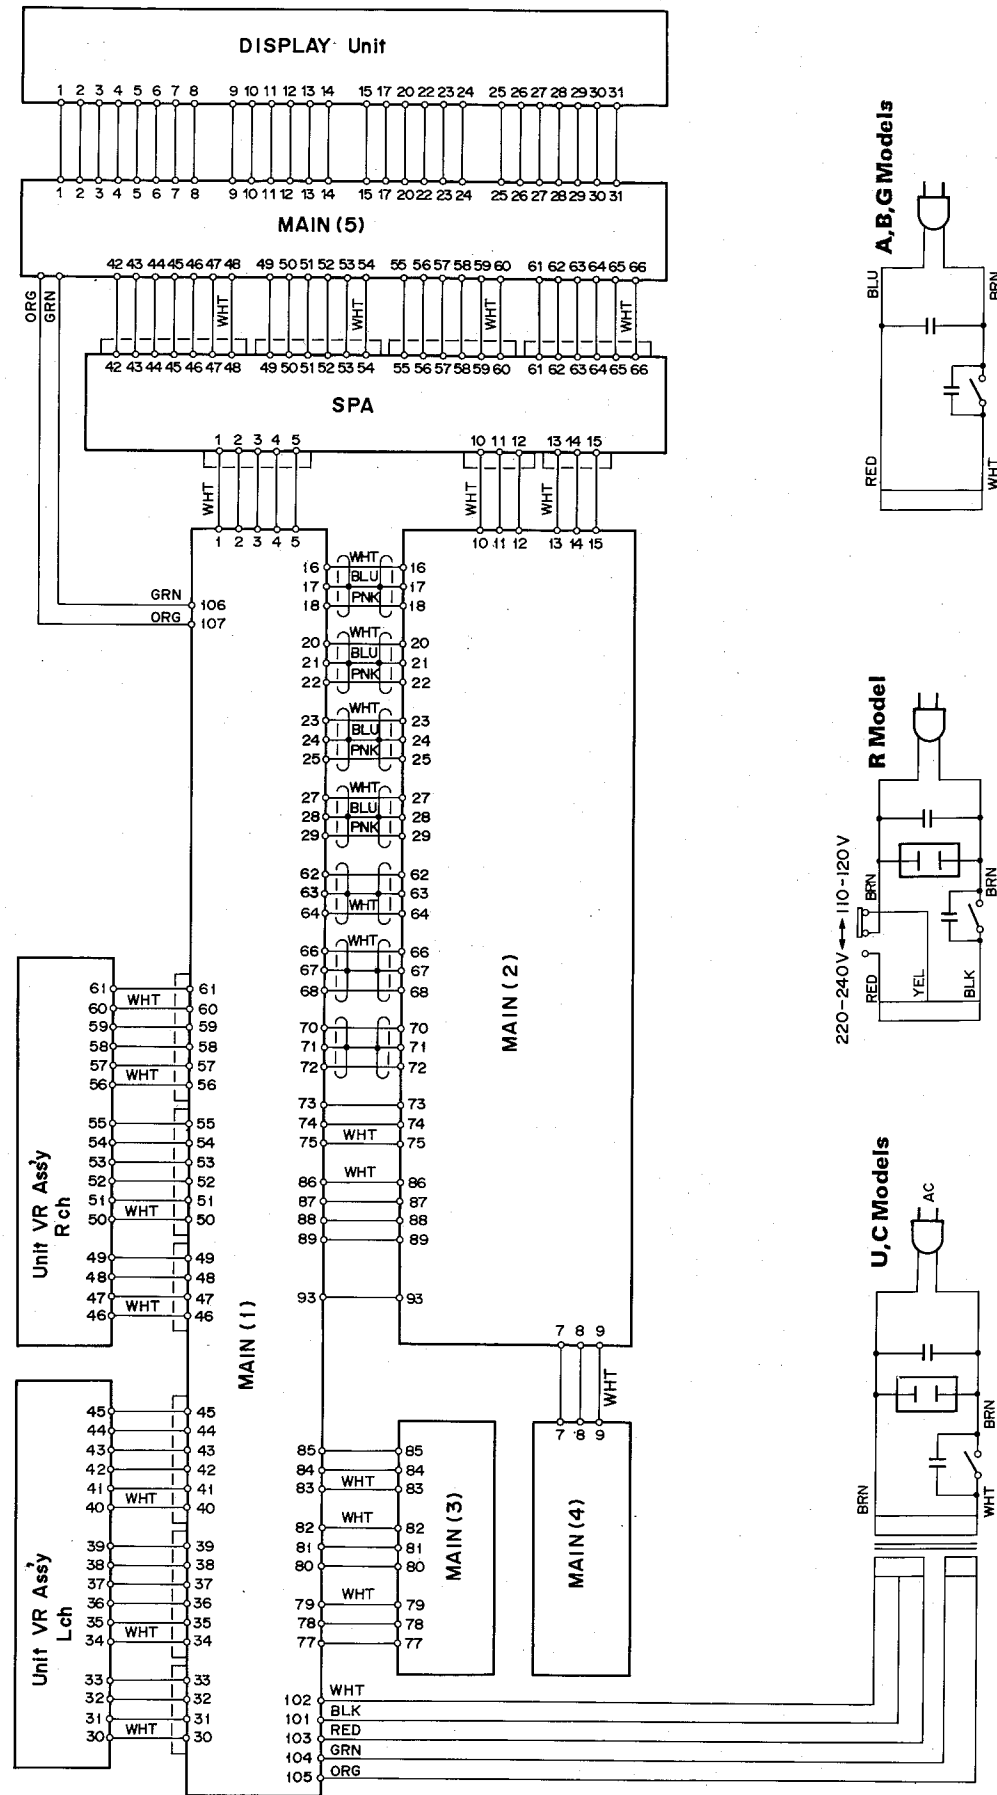 DISPLAY Unit
1 2 3 4 5 6 7 8 9 10 11 12 13 14 15 17 20 22 23 24 25 26 27 28 29 30 31
1 2 3 4 5 6 7 8 9 10 11 12 13 14 15 17 20 22 23 24 25 26 27 28 29 30 31
MAIN (5)
42 43 44 45 46 47 48 49 50 51 52 53 54 55 56 57 58 59 60 61 62 63 64 65 66
ORG GRN WHT WHT WHT WHT
42 43 44 45 46 47 48 49 50 51 52 53 54 55 56 57 58 59 60 61 62 63 64 65 66
SPA
1 2 3 4 5 10 11 12 13 14 15
WHT WHT WHT
1 2 3 4 5 10 11 12 13 14 15
GRN 106
ORG 107
16 WHT 16
17 BLU 17
18 PNK 18
20 WHT 20
21 BLU 21
22 PNK 22
23 WHT 23
24 BLU 24
25 PNK 25
27 WHT 27
28 BLU 28
29 PNK 29
62 62
63 63
64 WHT 64
66 WHT 66
67 67
68 68
70 70
71 71
72 72
73 73
74 74
75 WHT 75
86 WHT 86
87 87
88 88
89 89
93 93
MAIN (2)
MAIN (1)
Unit VR Ass'y
R ch
61 61
60 WHT 60
59 59
58 58
57 57
56 WHT 56
55 55
54 54
53 53
52 52
51 51
50 WHT 50
49 49
48 48
47 47
46 WHT 46
Unit VR Ass'y
L ch
45 45
44 44
43 43
42 42
41 41
40 WHT 40
39 39
38 38
37 37
36 36
35 35
34 WHT 34
33 33
32 32
31 31
30 WHT 30
7 8 9
WHT
7 8 9
MAIN (4)
85 85
84 84
83 WHT 83
82 WHT 82
81 81
80 80
79 WHT 79
78 78
77 77
MAIN (3)
102 WHT
101 BLK
103 RED
104 GRN
105 ORG
A,B,G Models
BLU BRN
RED WHT
R Model
220-240V 110-120V
BRN BRN
RED YEL BLK
U,C Models
AC
BRN BRN
WHT